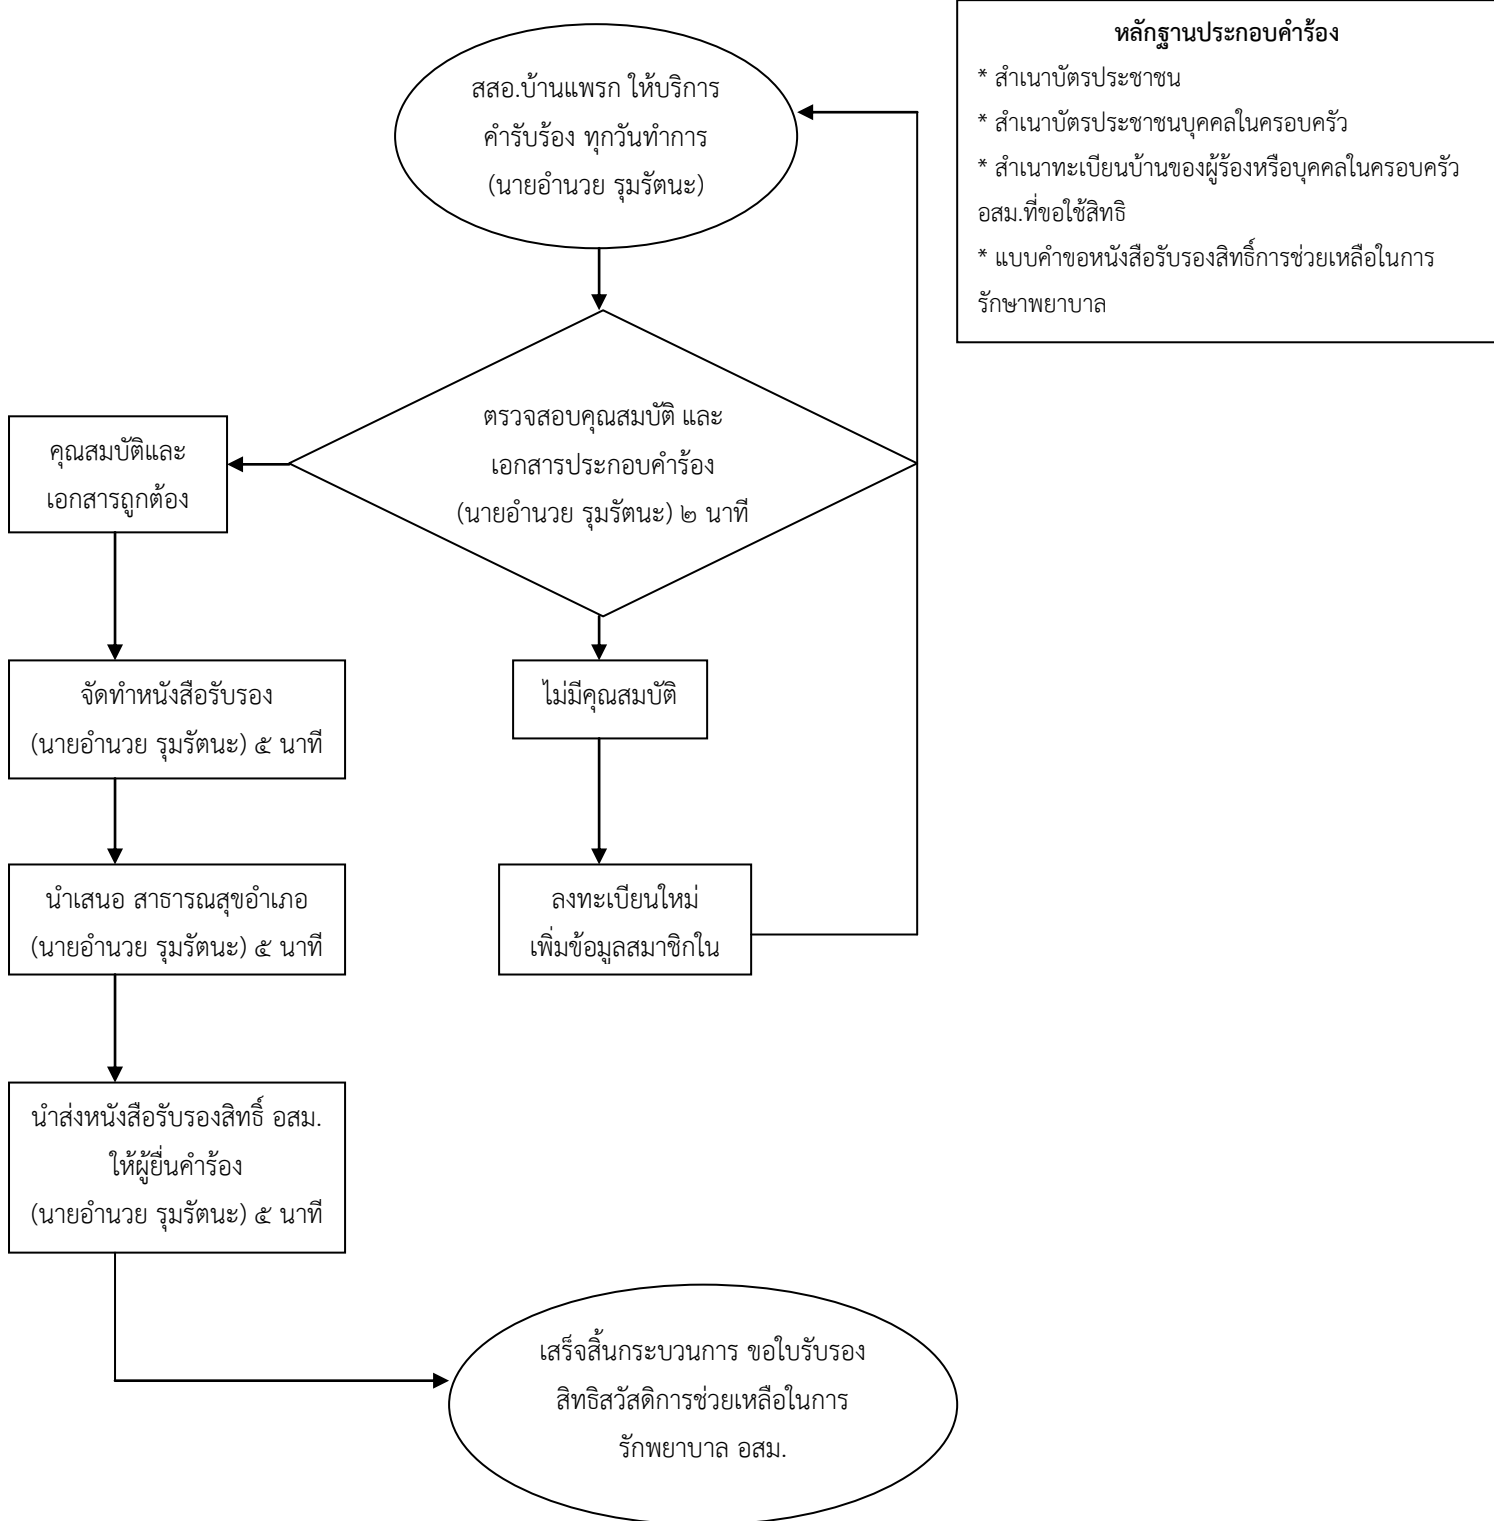 หลักฐานประกอบคำร้อง
* สำเนาบัตรประชาชน
* สำเนาบัตรประชาชนบุคคลในครอบครัว
* สำเนาทะเบียนบ้านของผู้ร้องหรือบุคคลในครอบครัว
อสม.ที่ขอใช้สิทธิ
* แบบคำขอหนังสือรับรองสิทธิ์การช่วยเหลือในการ
รักษาพยาบาล
สสอ.บ้านแพรก ให้บริการ
คำรับร้อง ทุกวันทำการ
(นายอำนวย รุมรัตนะ)
ตรวจสอบคุณสมบัติ และ
เอกสารประกอบคำร้อง
(นายอำนวย รุมรัตนะ) ๒ นาที
คุณสมบัติและ
เอกสารถูกต้อง
จัดทำหนังสือรับรอง
(นายอำนวย รุมรัตนะ) ๕ นาที
ไม่มีคุณสมบัติ
นำเสนอ สาธารณสุขอำเภอ
(นายอำนวย รุมรัตนะ) ๕ นาที
ลงทะเบียนใหม่
เพิ่มข้อมูลสมาชิกใน
นำส่งหนังสือรับรองสิทธิ์ อสม.
ให้ผู้ยื่นคำร้อง
(นายอำนวย รุมรัตนะ) ๕ นาที
เสร็จสิ้นกระบวนการ ขอใบรับรอง
สิทธิสวัสดิการช่วยเหลือในการ
รักพยาบาล อสม.